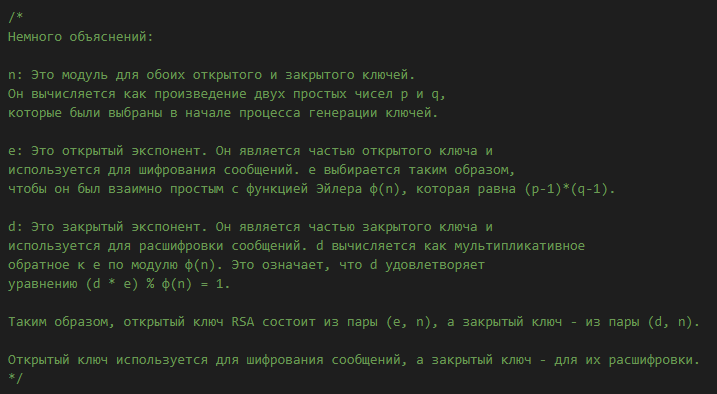 /*
Немного объяснений:
n: Это модуль для обоих открытого и закрытого ключей.
Он вычисляется как произведение двух простых чисел p и q,
которые были выбраны в начале процесса генерации ключей.
e: Это открытый экспонент. Он является частью открытого ключа и
используется для шифрования сообщений. e выбирается таким образом,
чтобы он был взаимно простым с функцией Эйлера φ(n), которая равна (p-1)*(q-1).
d: Это закрытый экспонент. Он является частью закрытого ключа и
используется для расшифровки сообщений. d вычисляется как мультипликативное
обратное к e по модулю φ(n). Это означает, что d удовлетворяет
уравнению (d * e) % φ(n) = 1.
Таким образом, открытый ключ RSA состоит из пары (e, n), а закрытый ключ - из пары (d, n).
Открытый ключ используется для шифрования сообщений, а закрытый ключ - для их расшифровки.
*/